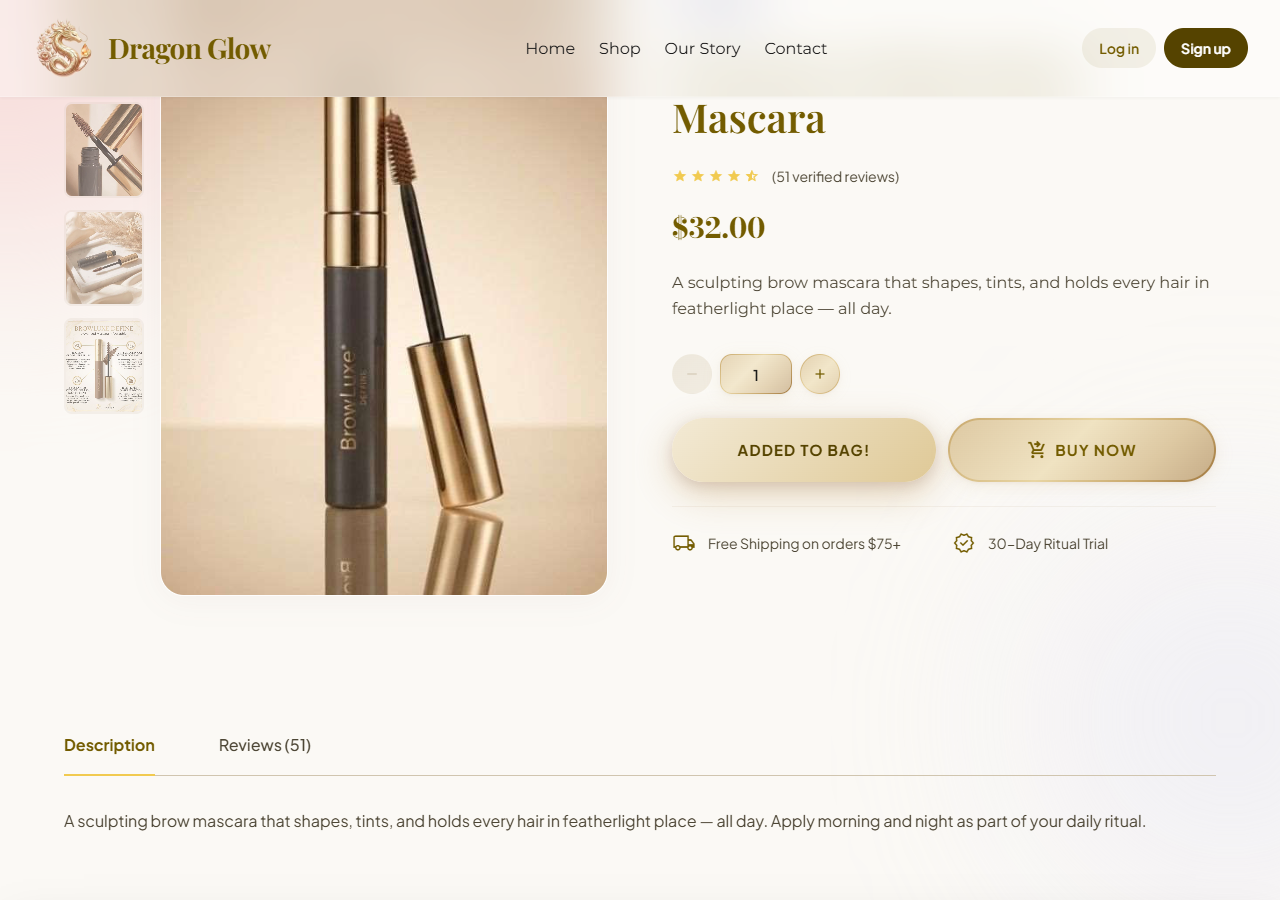 Dragon Glow
Home
Shop
Our Story
Contact
Log in
Sign up
Mascara
(51 verified reviews)
$32.00
A sculpting brow mascara that shapes, tints, and holds every hair in
featherlight place — all day.
−
1
+
ADDED TO BAG!
BUY NOW
Free Shipping on orders $75+
30-Day Ritual Trial
BrowLuxe®
DEFINE
BROWLUXE DEFINE
Description
Reviews (51)
A sculpting brow mascara that shapes, tints, and holds every hair in featherlight place — all day. Apply morning and night as part of your daily ritual.